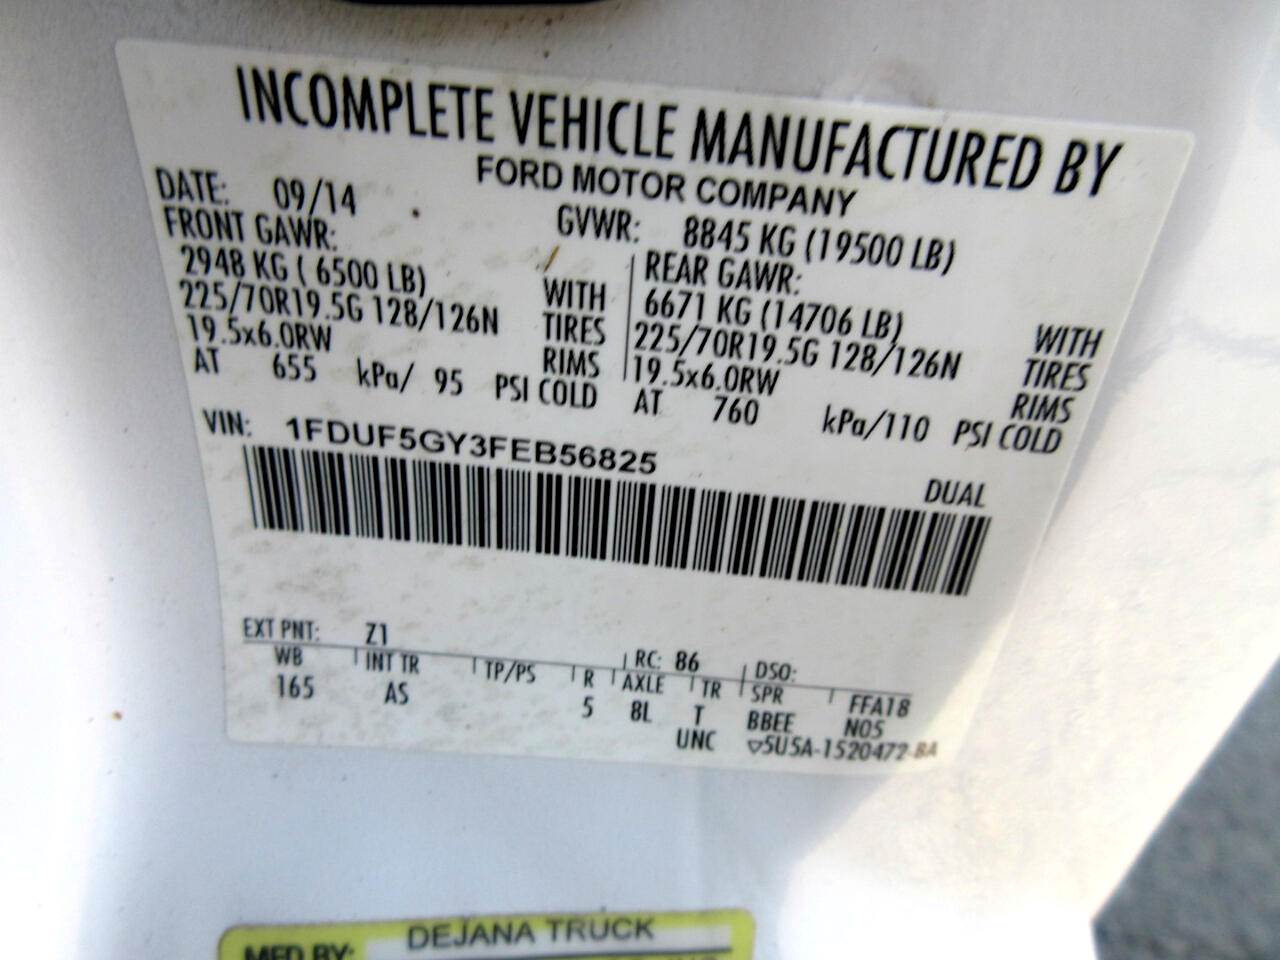 INCOMPLETE VEHICLE MANUFACTURED BY
FORD MOTOR COMPANY
DATE: 09/14 GVWR: 8845 KG (19500 LB)
FRONT GAWR: REAR GAWR:
2948 KG ( 6500 LB) WITH 6671 KG (14706 LB) WITH
225/70R19.5G 128/126N TIRES 225/70R19.5G 128/126N TIRES
19.5x6.0RW RIMS 19.5x6.0RW RIMS
AT 655 kPa/ 95 PSI COLD AT 760 kPa/110 PSI COLD
VIN: 1FDUF5GY3FEB56825
DUAL
EXT PNT: Z1 RC: 86 DSO:
WB INT TR TP/PS R AXLE TR SPR FFA18
165 AS 5 8L T BBEE N05
UNC ▽5U5A-1520472-BA
MFD BY: DEJANA TRUCK